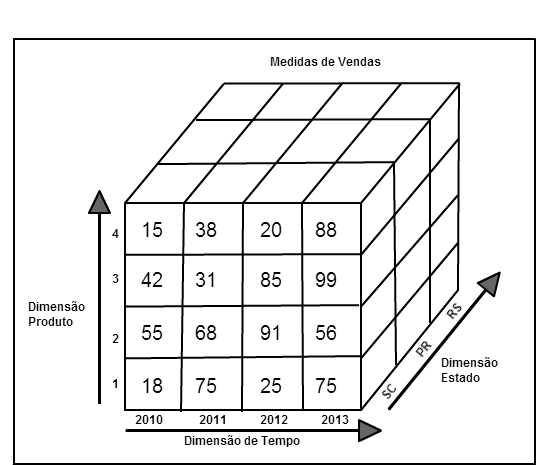 Medidas de Vendas
4 15 38 20 88
3 42 31 85 99
2 55 68 91 56
1 18 75 25 75
Dimensão
Produto
2010 2011 2012 2013
Dimensão de Tempo
SC
PR
RS
Dimensão
Estado